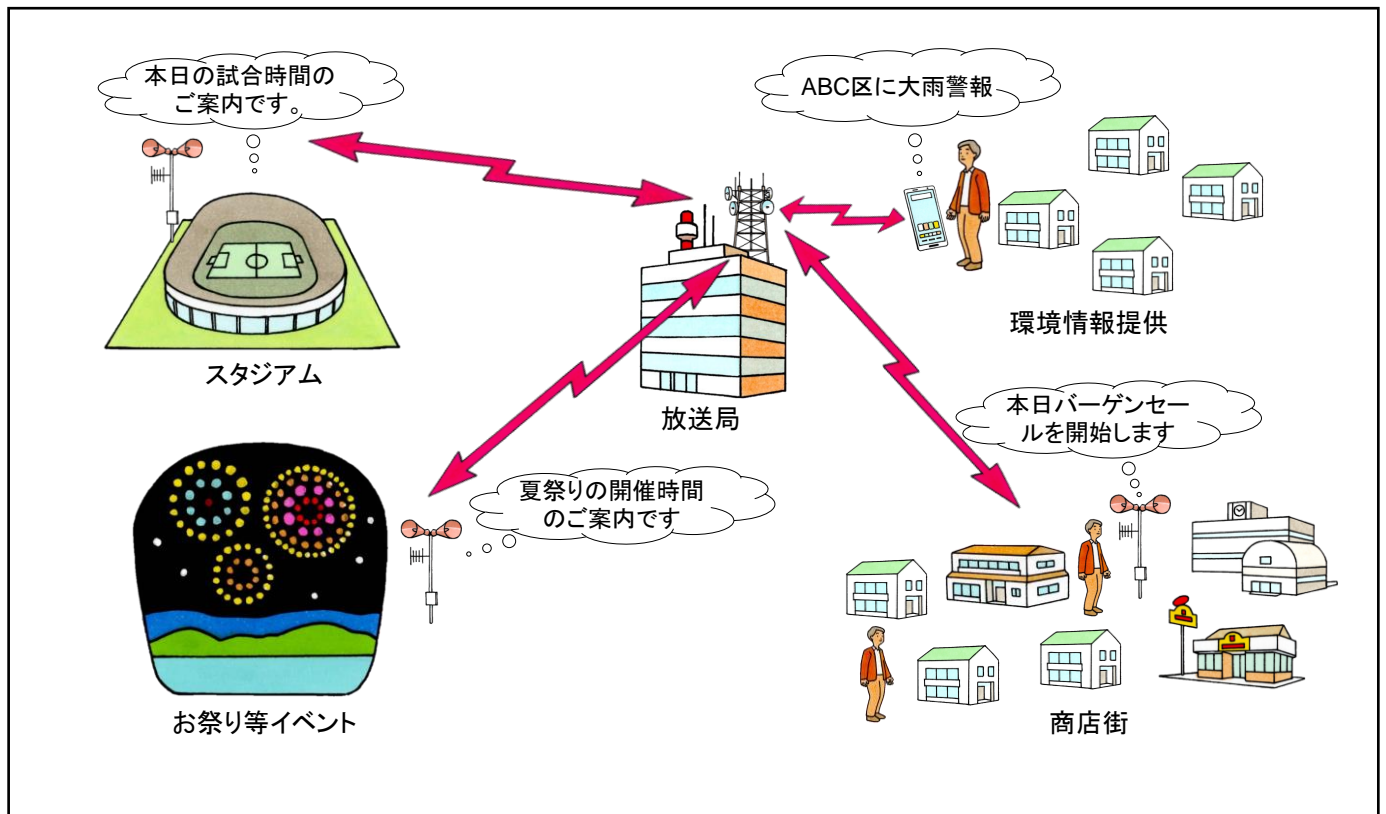 本日の試合時間の
ご案内です。
ABC区に大雨警報
環境情報提供
スタジアム
放送局
本日バーゲンセー
ルを開始します
夏祭りの開催時間
のご案内です
お祭り等イベント
商店街